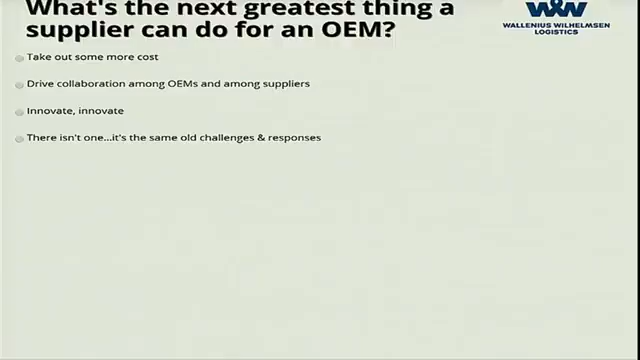 What's the next greatest thing a
supplier can do for an OEM?
WALLENIUS WILHELMSEN
LOGISTICS
Take out some more cost
Drive collaboration among OEMs and among suppliers
Innovate, innovate
There isn't one...it's the same old challenges & responses